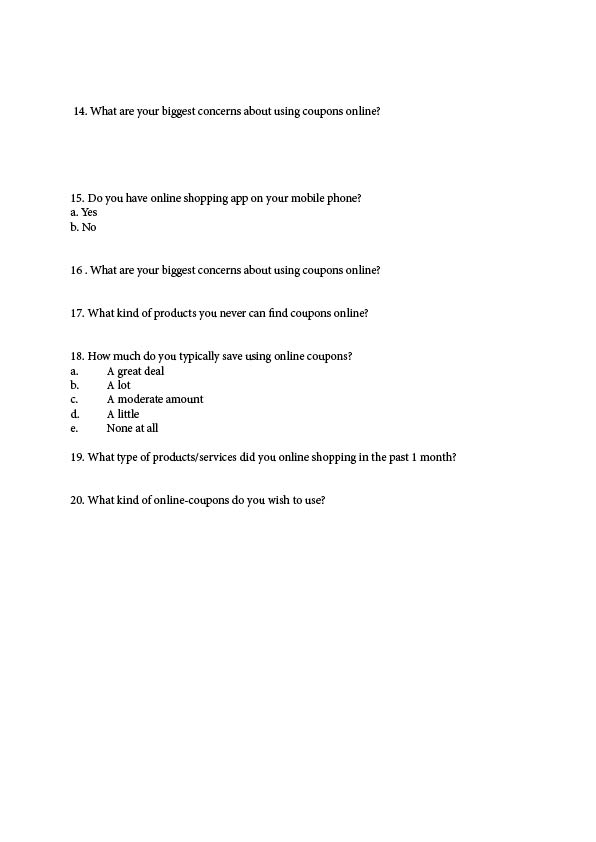 14. What are your biggest concerns about using coupons online?
15. Do you have online shopping app on your mobile phone?
a. Yes
b. No
16 . What are your biggest concerns about using coupons online?
17. What kind of products you never can find coupons online?
18. How much do you typically save using online coupons?
a. A great deal
b. A lot
c. A moderate amount
d. A little
e. None at all
19. What type of products/services did you online shopping in the past 1 month?
20. What kind of online-coupons do you wish to use?